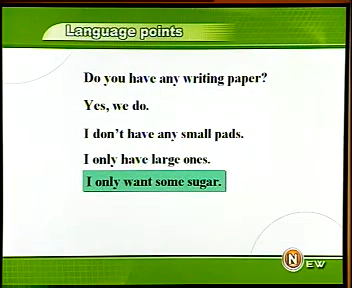 Language points
Do you have any writing paper?
Yes, we do.
I don't have any small pads.
I only have large ones.
I only want some sugar.
NEW